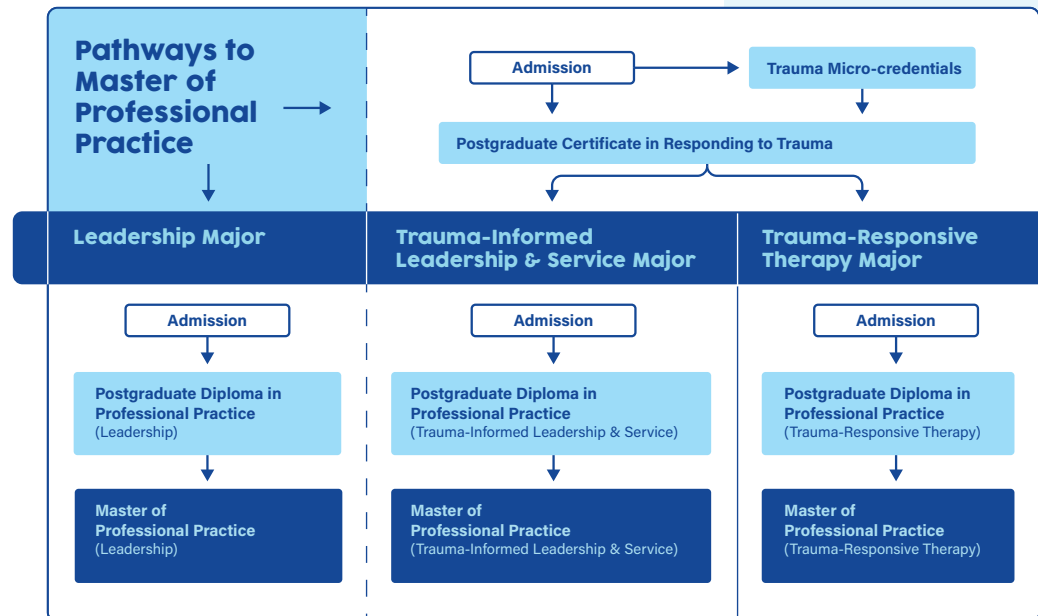 Pathways to
Master of
Professional
Practice
Admission
Trauma Micro-credentials
Postgraduate Certificate in Responding to Trauma
Leadership Major
Trauma-Informed
Leadership & Service Major
Trauma-Responsive
Therapy Major
Admission
Admission
Admission
Postgraduate Diploma in
Professional Practice
(Leadership)
Postgraduate Diploma in
Professional Practice
(Trauma-Informed Leadership & Service)
Postgraduate Diploma in
Professional Practice
(Trauma-Responsive Therapy)
Master of
Professional Practice
(Leadership)
Master of
Professional Practice
(Trauma-Informed Leadership & Service)
Master of
Professional Practice
(Trauma-Responsive Therapy)